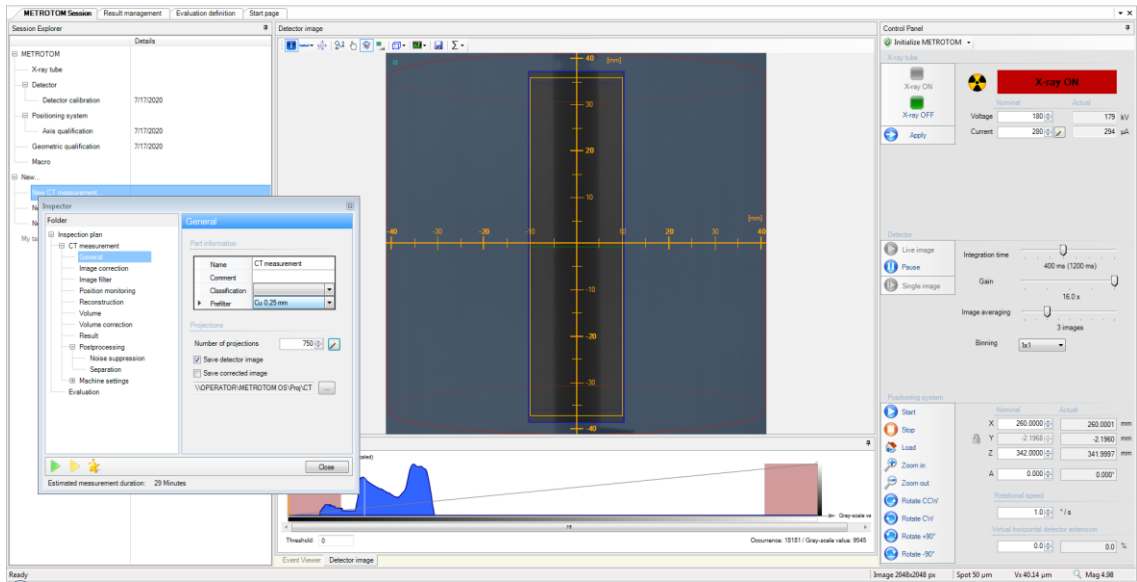 METROTOM Session Result management Evaluation definition Start page
Session Explorer
Details
METROTOM
X-ray tube
Detector
Detector calibration 7/17/2020
Positioning system
Axis qualification 7/17/2020
Geometric qualification 7/17/2020
Macro
New...
New CT measurement...
My ta
Inspector
Folder
Inspection plan
CT measurement
General
Image correction
Image filter
Position monitoring
Reconstruction
Volume
Volume correction
Result
Postprocessing
Noise suppression
Separation
Machine settings
Evaluation
General
Part information
Name CT measurement
Comment
Classification
Prefilter Cu 0.25 mm
Projections
Number of projections 750
Save detector image
Save corrected image
\\OPERATOR\METROTOM OS\Proj\CT ...
Close
Estimated measurement duration: 29 Minutes
Detector image
40 [mm]
30
20
10
[mm]
-40 -30 -20 -10 10 20 30 40
-10
-20
-30
-40
Gray-scale va
Threshold 0
Occurrence: 18181 / Gray-scale value: 9545
Event Viewer Detector image
Control Panel
Initialize METROTOM
X-ray tube
X-ray ON
X-ray OFF
Apply
X-ray ON
Nominal Actual
Voltage 180 179 kV
Current 280 294 µA
Detector
Live image
Pause
Single image
Integration time
400 ms (1200 ms)
Gain
16.0 x
Image averaging
3 images
Binning 1x1
Positioning system
Start
Stop
Load
Zoom in
Zoom out
Rotate CCW
Rotate CW
Rotate +90°
Rotate -90°
Nominal Actual
X 260.0000 260.0001 mm
Y -2.1968 -2.1960 mm
Z 342.0000 341.9997 mm
A 0.000 0.000°
Rotational speed
1.0 °/s
Virtual horizontal detector extension
0.0 0.0 %
Ready
Image 2048x2048 px Spot 50 µm Vx 40.14 µm Mag 4.98